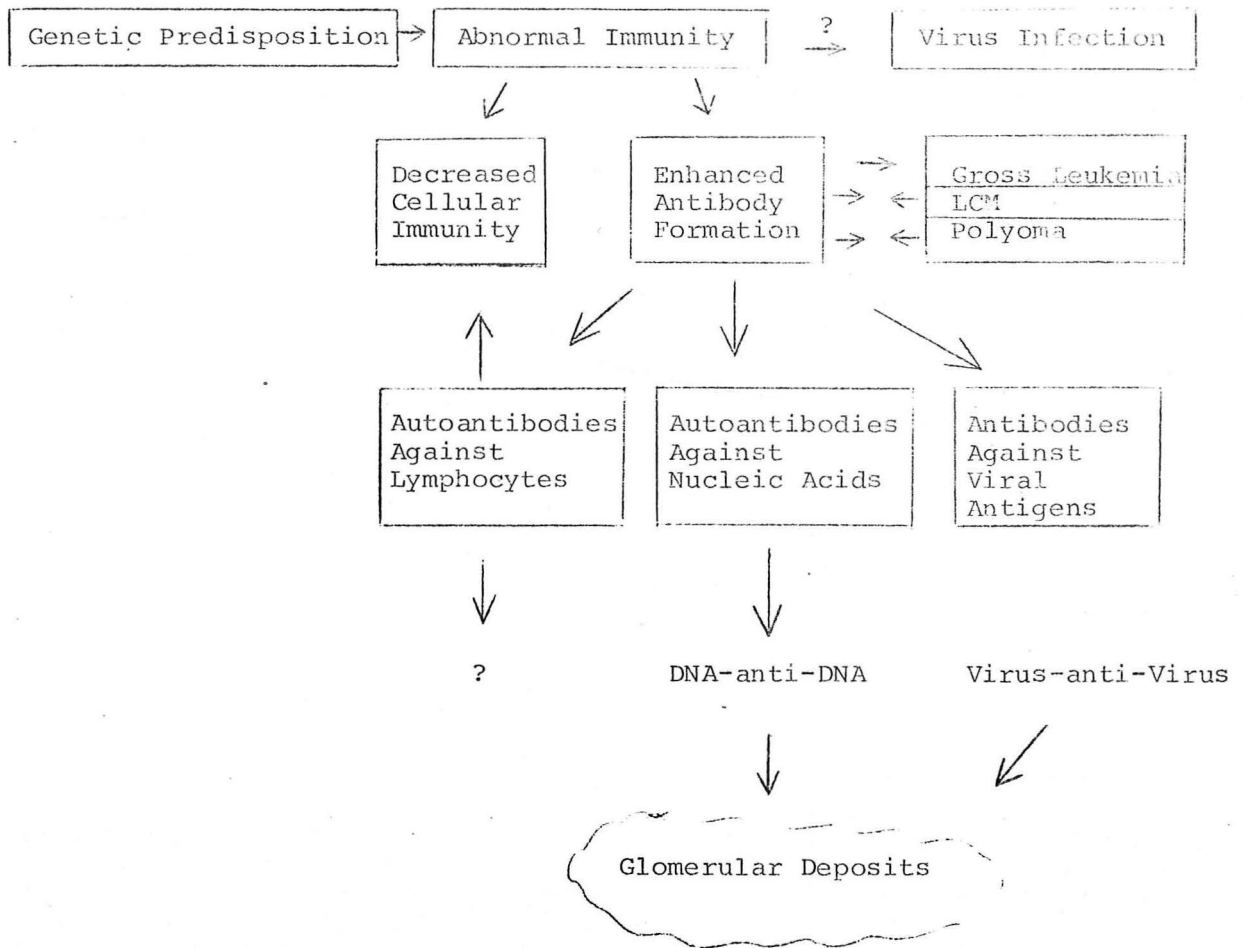 Genetic Predisposition
Abnormal Immunity
?
Virus Infection
Decreased
Cellular
Immunity
Enhanced
Antibody
Formation
Gross Leukemia
LCM
Polyoma
Autoantibodies
Against
Lymphocytes
Autoantibodies
Against
Nucleic Acids
Antibodies
Against
Viral
Antigens
?
DNA-anti-DNA
Virus-anti-Virus
Glomerular Deposits